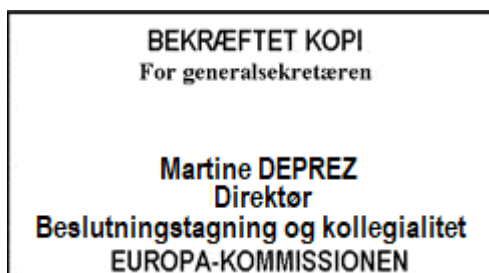 BEKRÆFTET KOPI
For generalsekretæren
Martine DEPREZ
Direktør
Beslutningstagning og kollegialitet
EUROPA-KOMMISSIONEN